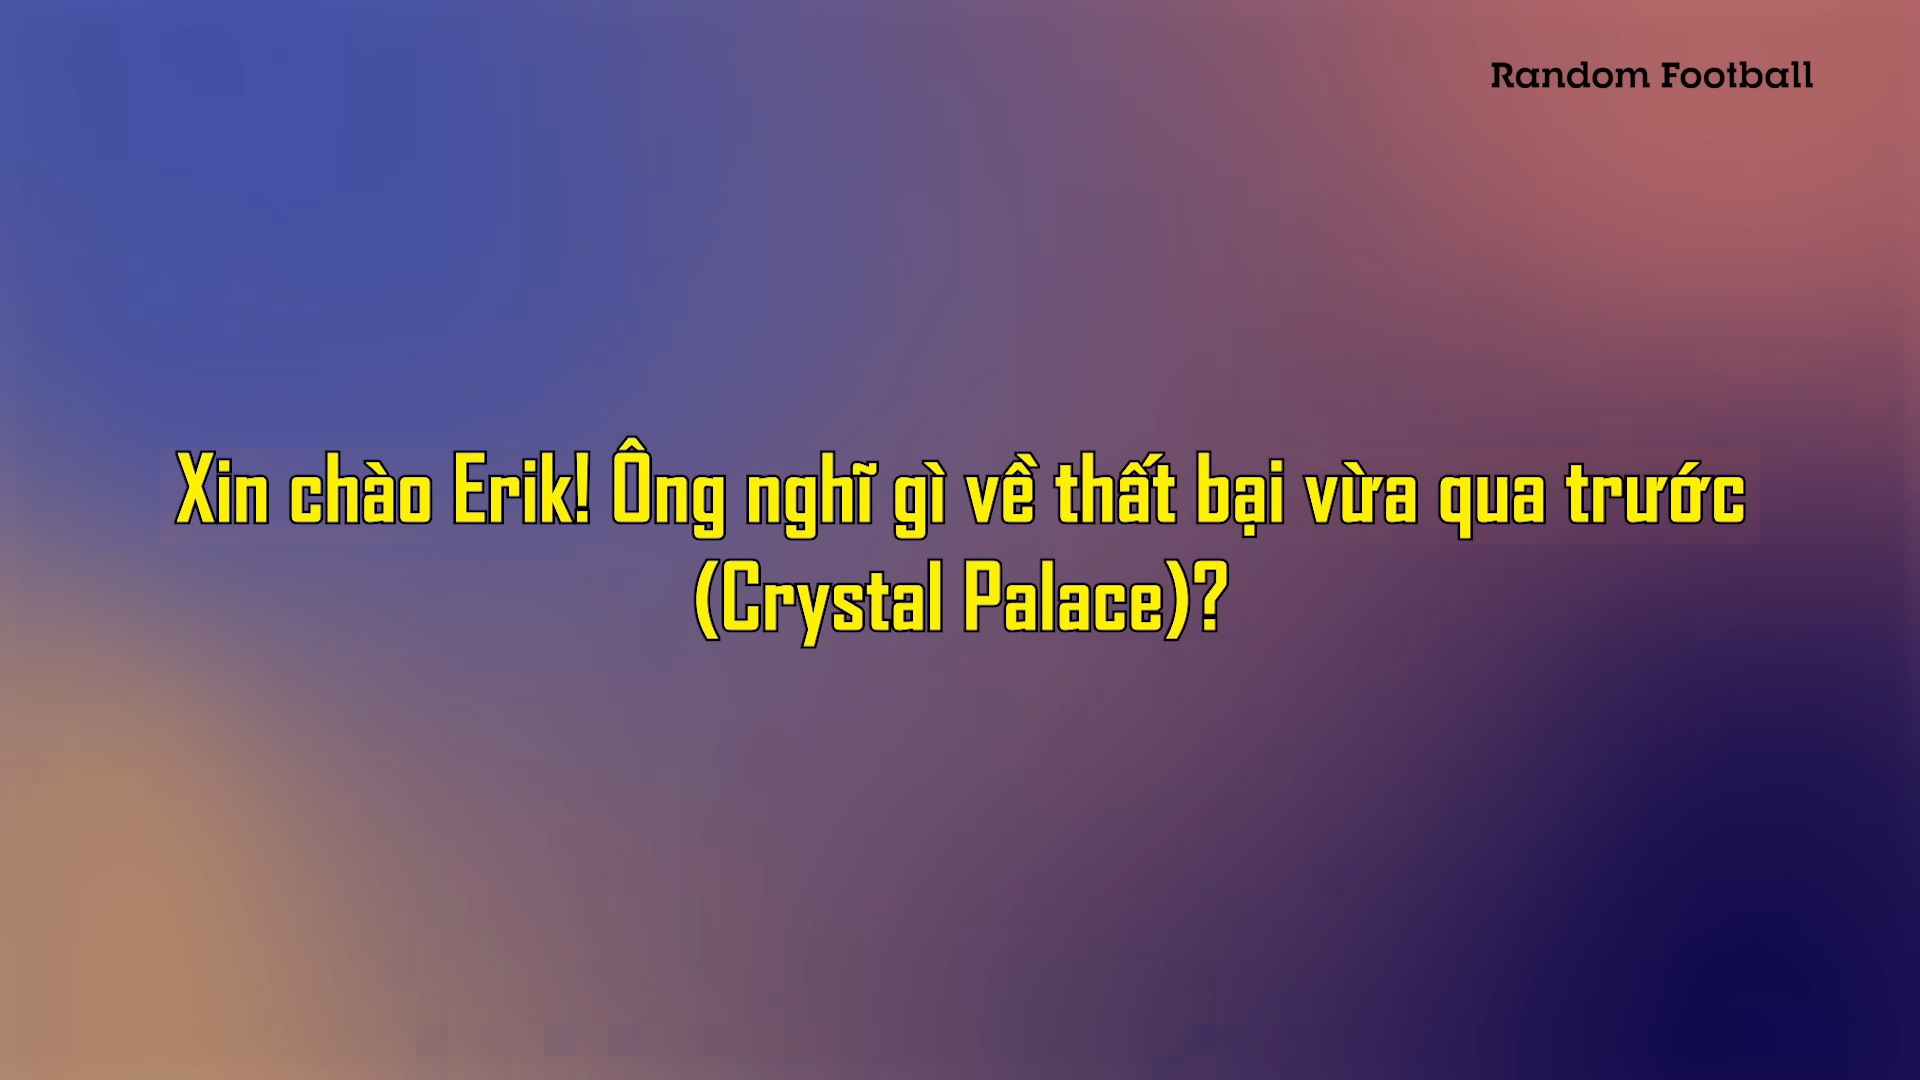 Random Football
Xin chào Erik! Ông nghĩ gì về thất bại vừa qua trước
(Crystal Palace)?